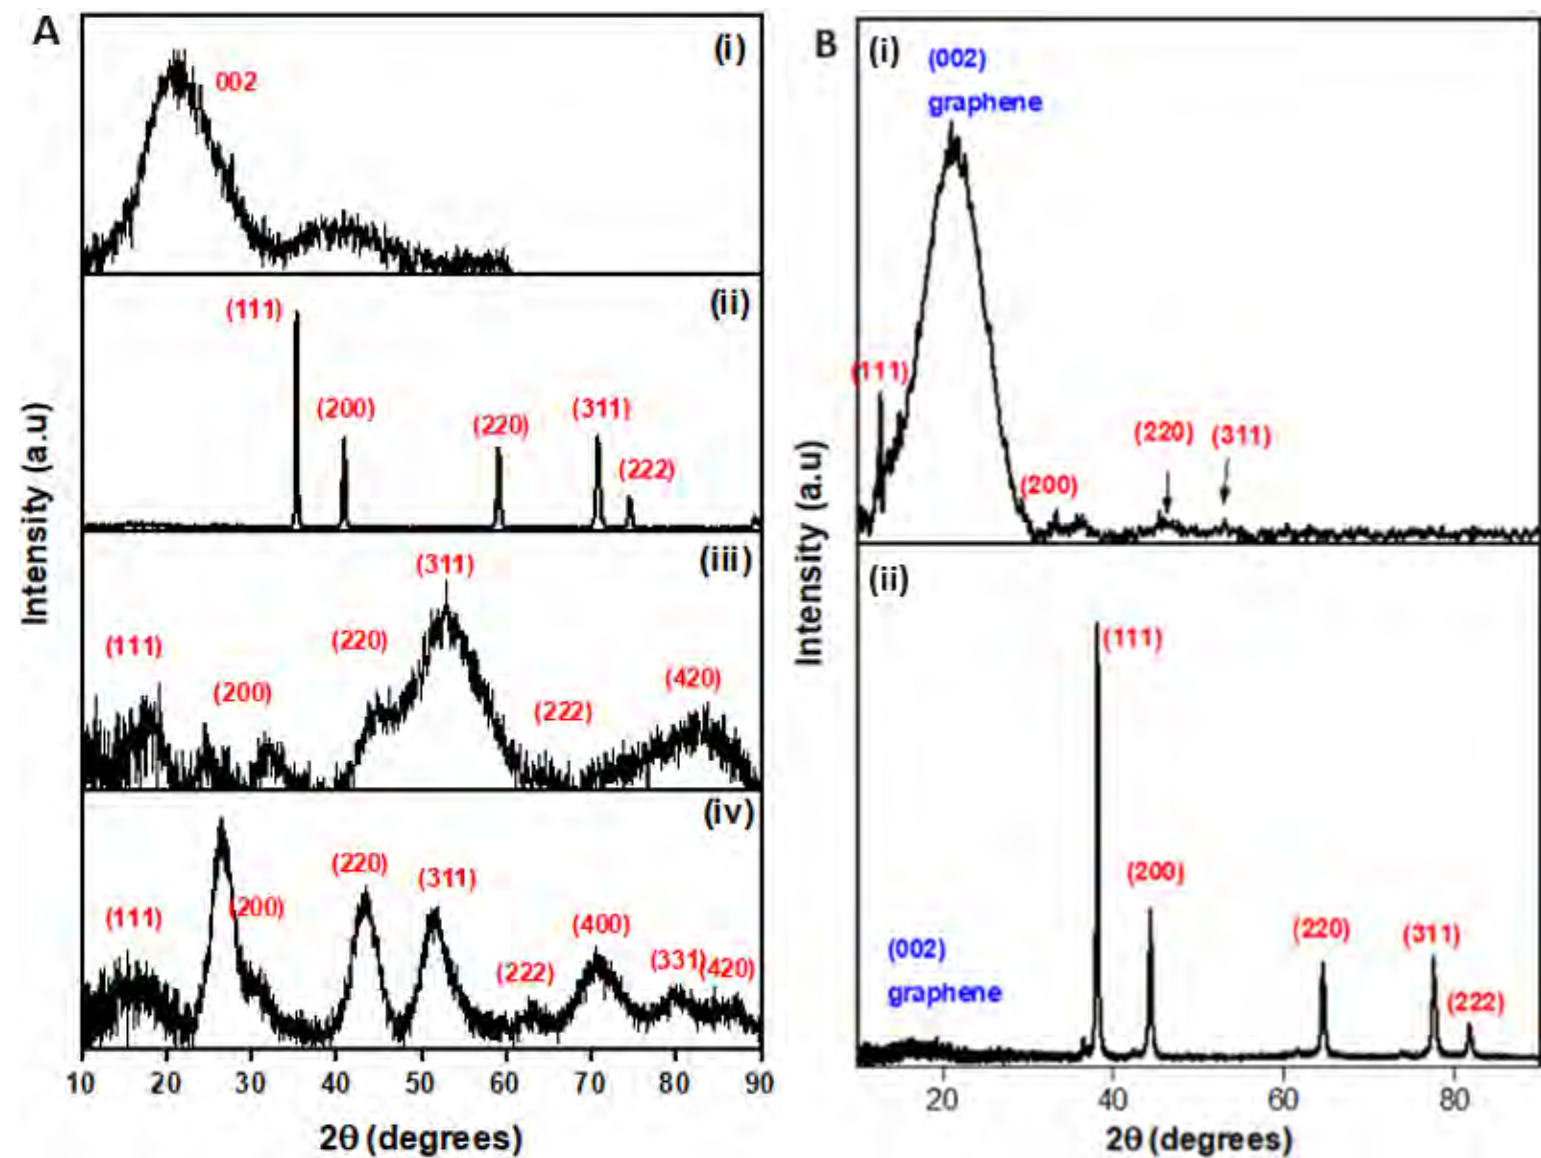 A
(i)
002
(ii)
(111)
(200)
(220)
(311)
(222)
(iii)
(111)
(200)
(220)
(311)
(222)
(420)
(iv)
(111)
(200)
(220)
(311)
(222)
(400)
(331)
(420)
Intensity (a.u)
10 20 30 40 50 60 70 80 90
2θ (degrees)
B
(i)
(002)
graphene
(111)
(200)
(220)
(311)
(ii)
(111)
(200)
(220)
(311)
(222)
(002)
graphene
Intensity (a.u)
20 40 60 80
2θ (degrees)